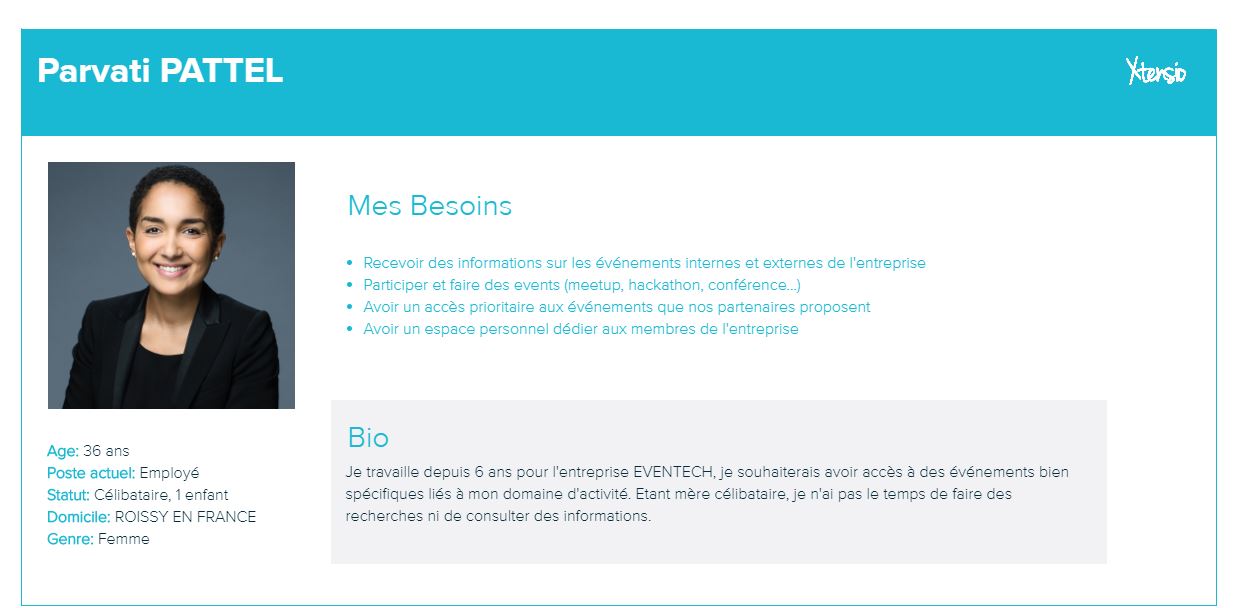 Parvati PATTEL
Xtensio
Mes Besoins
• Recevoir des informations sur les événements internes et externes de l'entreprise
• Participer et faire des events (meetup, hackathon, conférence...)
• Avoir un accès prioritaire aux événements que nos partenaires proposent
• Avoir un espace personnel dédier aux membres de l'entreprise
Age: 36 ans
Poste actuel: Employé
Statut: Célibataire, 1 enfant
Domicile: ROISSY EN FRANCE
Genre: Femme
Bio
Je travaille depuis 6 ans pour l'entreprise EVENTECH, je souhaiterais avoir accès à des événements bien
spécifiques liés à mon domaine d'activité. Etant mère célibataire, je n'ai pas le temps de faire des
recherches ni de consulter des informations.